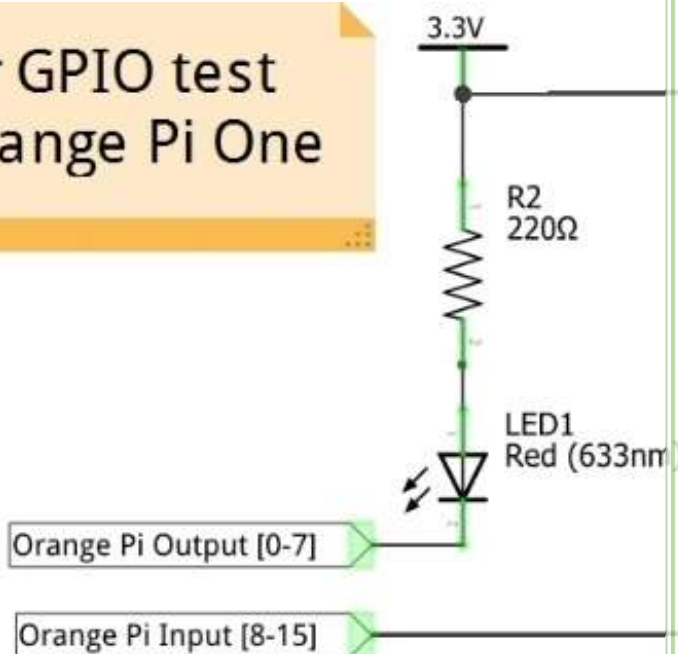 r GPIO test
ange Pi One
3.3V
R2
220Ω
LED1
Red (633nm
Orange Pi Output [0-7]
Orange Pi Input [8-15]